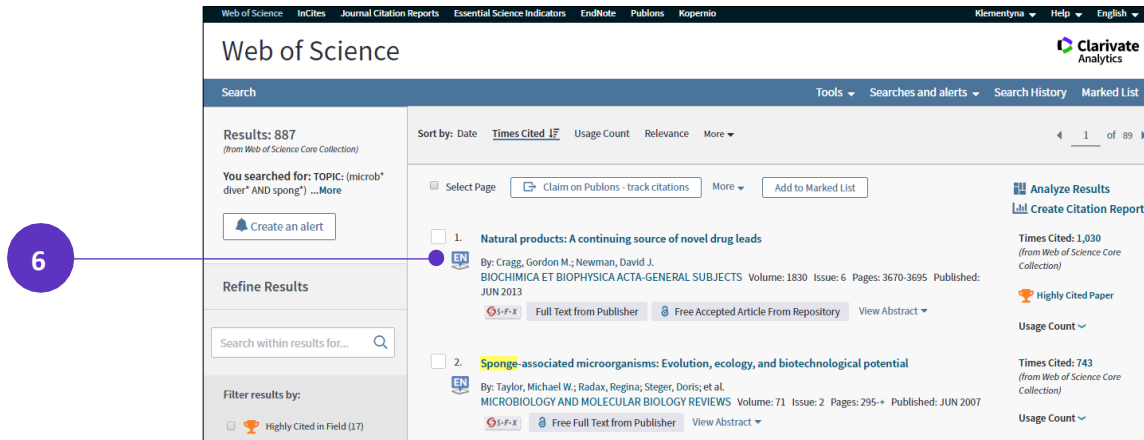 Web of Science InCites Journal Citation Reports Essential Science Indicators EndNote Publons Kopernio Klementyna Help English
Web of Science
Clarivate
Analytics
Search Tools Searches and alerts Search History Marked List
Results: 887
(from Web of Science Core Collection)
You searched for: TOPIC: (microb*
diver* AND spong*) ...More
Create an alert
Refine Results
Search within results for...
Filter results by:
Highly Cited in Field (17)
6
Sort by: Date Times Cited Usage Count Relevance More
1 of 89
Select Page Claim on Publons - track citations More Add to Marked List
Analyze Results
Create Citation Report
1. Natural products: A continuing source of novel drug leads
EN
By: Cragg, Gordon M.; Newman, David J.
BIOCHIMICA ET BIOPHYSICA ACTA-GENERAL SUBJECTS Volume: 1830 Issue: 6 Pages: 3670-3695 Published:
JUN 2013
S·F·X Full Text from Publisher Free Accepted Article From Repository View Abstract
Times Cited: 1,030
(from Web of Science Core
Collection)
Highly Cited Paper
Usage Count
2. Sponge-associated microorganisms: Evolution, ecology, and biotechnological potential
EN
By: Taylor, Michael W.; Radax, Regina; Steger, Doris; et al.
MICROBIOLOGY AND MOLECULAR BIOLOGY REVIEWS Volume: 71 Issue: 2 Pages: 295-+ Published: JUN 2007
S·F·X Free Full Text from Publisher View Abstract
Times Cited: 743
(from Web of Science Core
Collection)
Usage Count